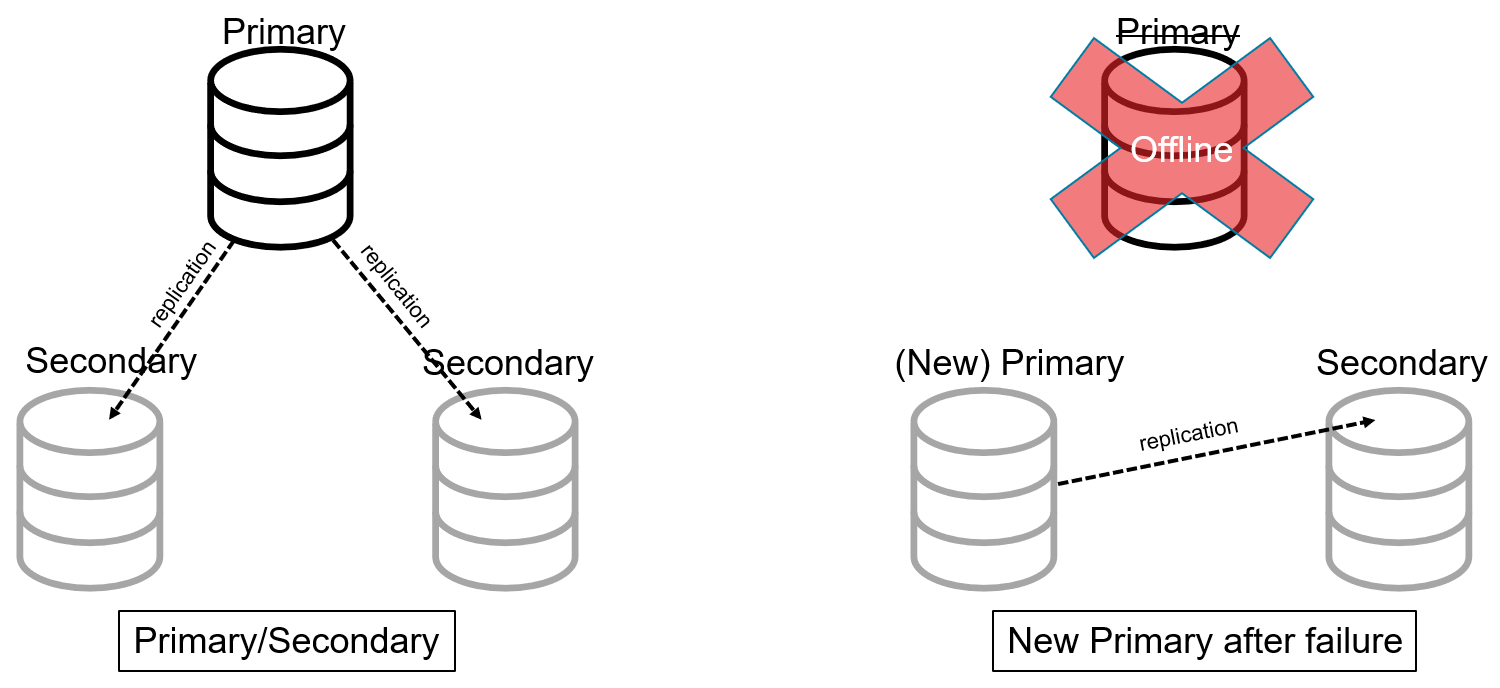 Primary
replication
replication
Secondary
Secondary
Primary/Secondary
Primary
Offline
(New) Primary
Secondary
replication
New Primary after failure